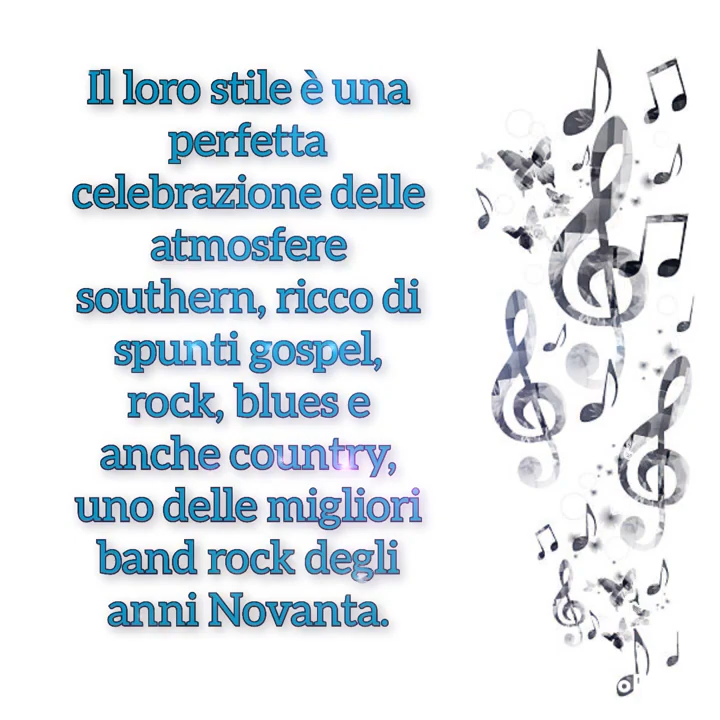 Il loro stile è una
perfetta
celebrazione delle
atmosfere
southern, ricco di
spunti gospel,
rock, blues e
anche country,
uno delle migliori
band rock degli
anni Novanta.